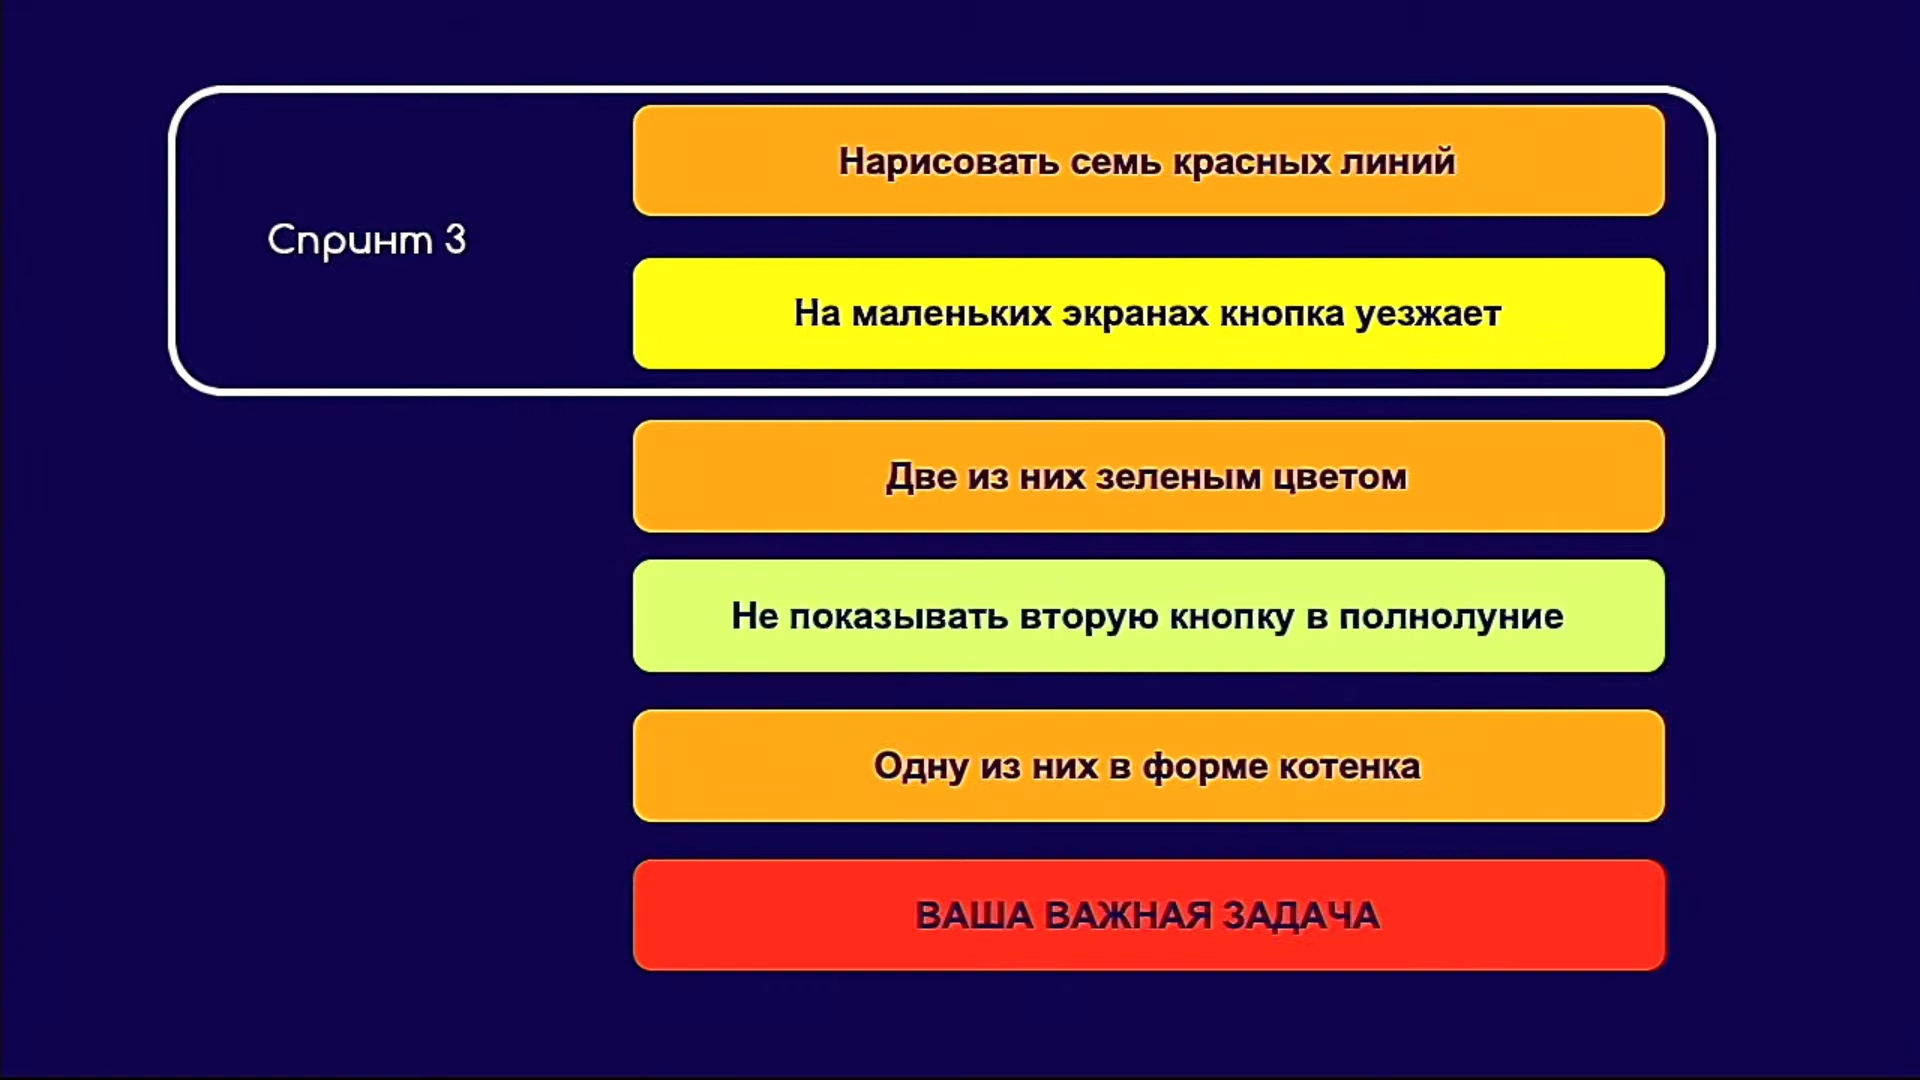 Нарисовать семь красных линий
Спринт 3
На маленьких экранах кнопка уезжает
Две из них зеленым цветом
Не показывать вторую кнопку в полнолуние
Одну из них в форме котенка
ВАША ВАЖНАЯ ЗАДАЧА